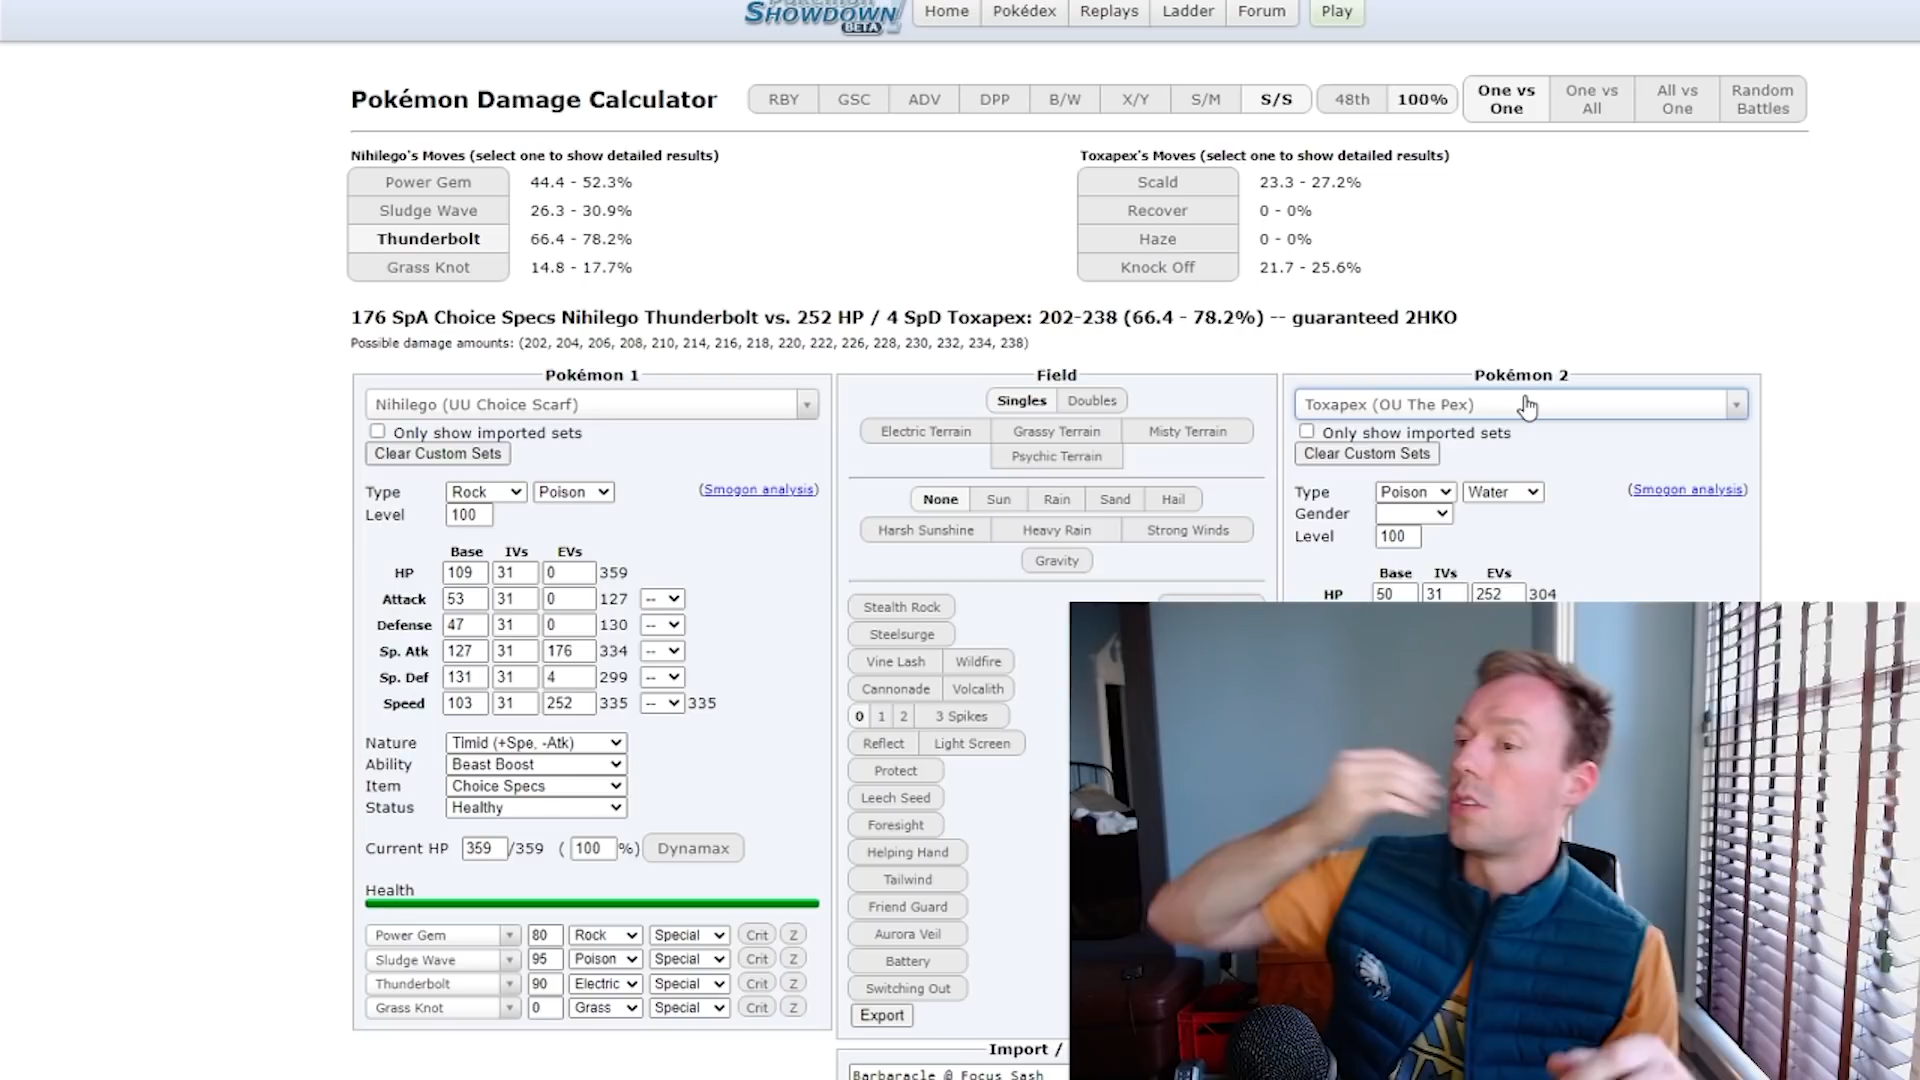 SHOWDOWN!
BETA
Home Pokédex Replays Ladder Forum Play
Pokémon Damage Calculator
RBY GSC ADV DPP B/W X/Y S/M S/S 48th 100%
One vs One
One vs All
All vs One
Random Battles
Nihilego's Moves (select one to show detailed results)
Power Gem 44.4 - 52.3%
Sludge Wave 26.3 - 30.9%
Thunderbolt 66.4 - 78.2%
Grass Knot 14.8 - 17.7%
Toxapex's Moves (select one to show detailed results)
Scald 23.3 - 27.2%
Recover 0 - 0%
Haze 0 - 0%
Knock Off 21.7 - 25.6%
176 SpA Choice Specs Nihilego Thunderbolt vs. 252 HP / 4 SpD Toxapex: 202-238 (66.4 - 78.2%) -- guaranteed 2HKO
Possible damage amounts: (202, 204, 206, 208, 210, 214, 216, 218, 220, 222, 226, 228, 230, 232, 234, 238)
Pokémon 1
Nihilego (UU Choice Scarf)
Only show imported sets
Clear Custom Sets
Type Rock Poison (Smogon analysis)
Level 100
Base IVs EVs
HP 109 31 0 359
Attack 53 31 0 127 --
Defense 47 31 0 130 --
Sp. Atk 127 31 176 334 --
Sp. Def 131 31 4 299 --
Speed 103 31 252 335 -- 335
Nature Timid (+Spe, -Atk)
Ability Beast Boost
Item Choice Specs
Status Healthy
Current HP 359 /359 ( 100 %) Dynamax
Health
Power Gem 80 Rock Special Crit Z
Sludge Wave 95 Poison Special Crit Z
Thunderbolt 90 Electric Special Crit Z
Grass Knot 0 Grass Special Crit Z
Field
Singles Doubles
Electric Terrain Grassy Terrain Misty Terrain
Psychic Terrain
None Sun Rain Sand Hail
Harsh Sunshine Heavy Rain Strong Winds
Gravity
Stealth Rock
Steelsurge
Vine Lash Wildfire
Cannonade Volcalith
0 1 2 3 Spikes
Reflect Light Screen
Protect
Leech Seed
Foresight
Helping Hand
Tailwind
Friend Guard
Aurora Veil
Battery
Switching Out
Export
Import /
Barbaracle @ Focus Sash
Pokémon 2
Toxapex (OU The Pex)
Only show imported sets
Clear Custom Sets
Type Poison Water (Smogon analysis)
Gender
Level 100
Base IVs EVs
HP 50 31 252 304